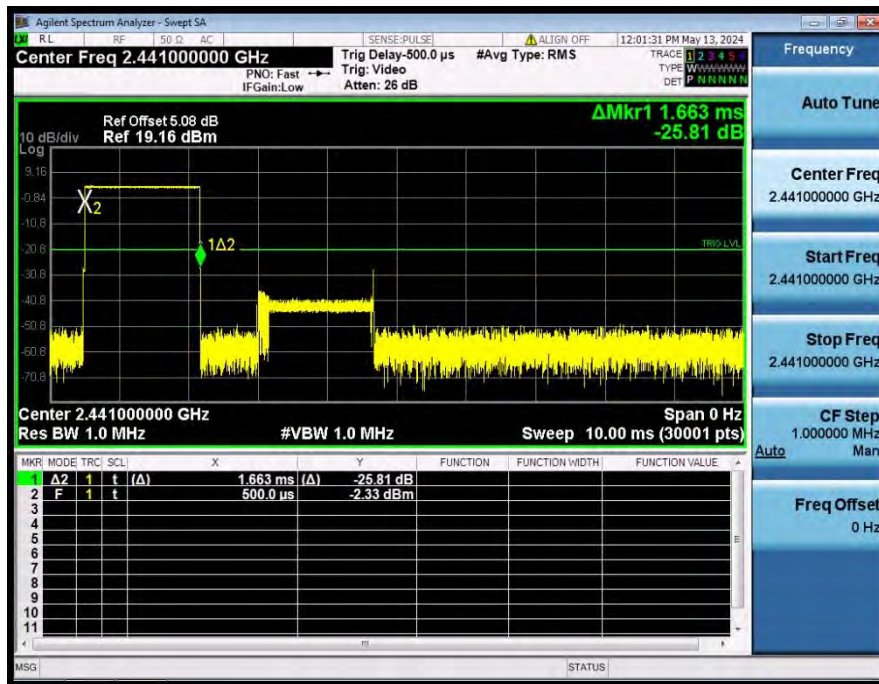 Agilent Spectrum Analyzer - Swept SA
RL RF 50 Ω AC SENSE:PULSE ALIGN OFF 12:01:31 PM May 13, 2024
Center Freq 2.441000000 GHz
PNO: Fast
IFGain:Low
Trig Delay-500.0 µs
Trig: Video
Atten: 26 dB
#Avg Type: RMS
TRACE 1 2 3 4 5 6
TYPE WWWWWW
DET P N N N N N
Ref Offset 5.08 dB
10 dB/div Ref 19.16 dBm
Log
ΔMkr1 1.663 ms
-25.81 dB
9.16
-0.84
-10.8
-20.8
-30.8
-40.8
-50.8
-60.8
-70.8
2
1Δ2
TRIG LVL
Center 2.441000000 GHz Span 0 Hz
Res BW 1.0 MHz #VBW 1.0 MHz Sweep 10.00 ms (30001 pts)
MKR MODE TRC SCL X Y FUNCTION FUNCTION WIDTH FUNCTION VALUE
1 Δ2 1 t (Δ) 1.663 ms (Δ) -25.81 dB
2 F 1 t 500.0 µs -2.33 dBm
3
4
5
6
7
8
9
10
11
MSG STATUS
Frequency
Auto Tune
Center Freq
2.441000000 GHz
Start Freq
2.441000000 GHz
Stop Freq
2.441000000 GHz
CF Step
1.000000 MHz
Auto Man
Freq Offset
0 Hz